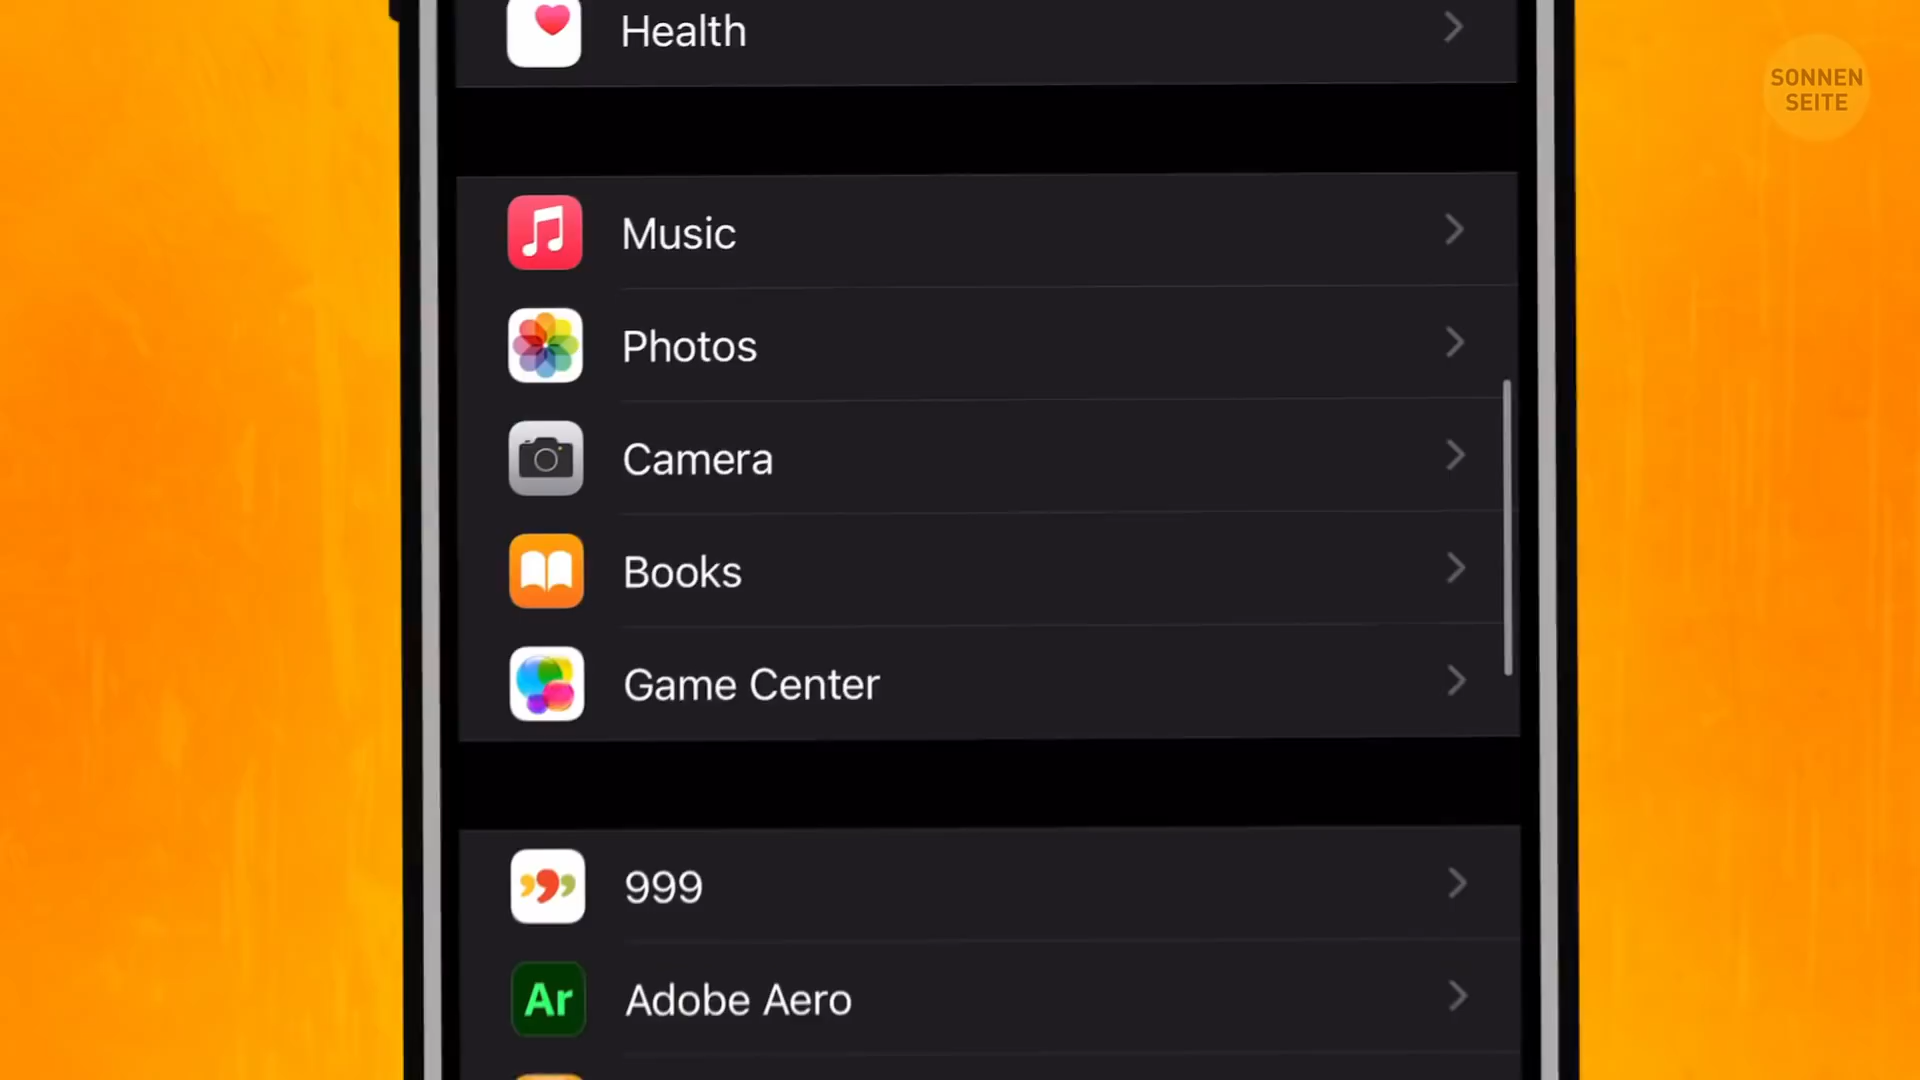 Health
SONNEN
SEITE
Music
Photos
Camera
Books
Game Center
999
Ar
Adobe Aero